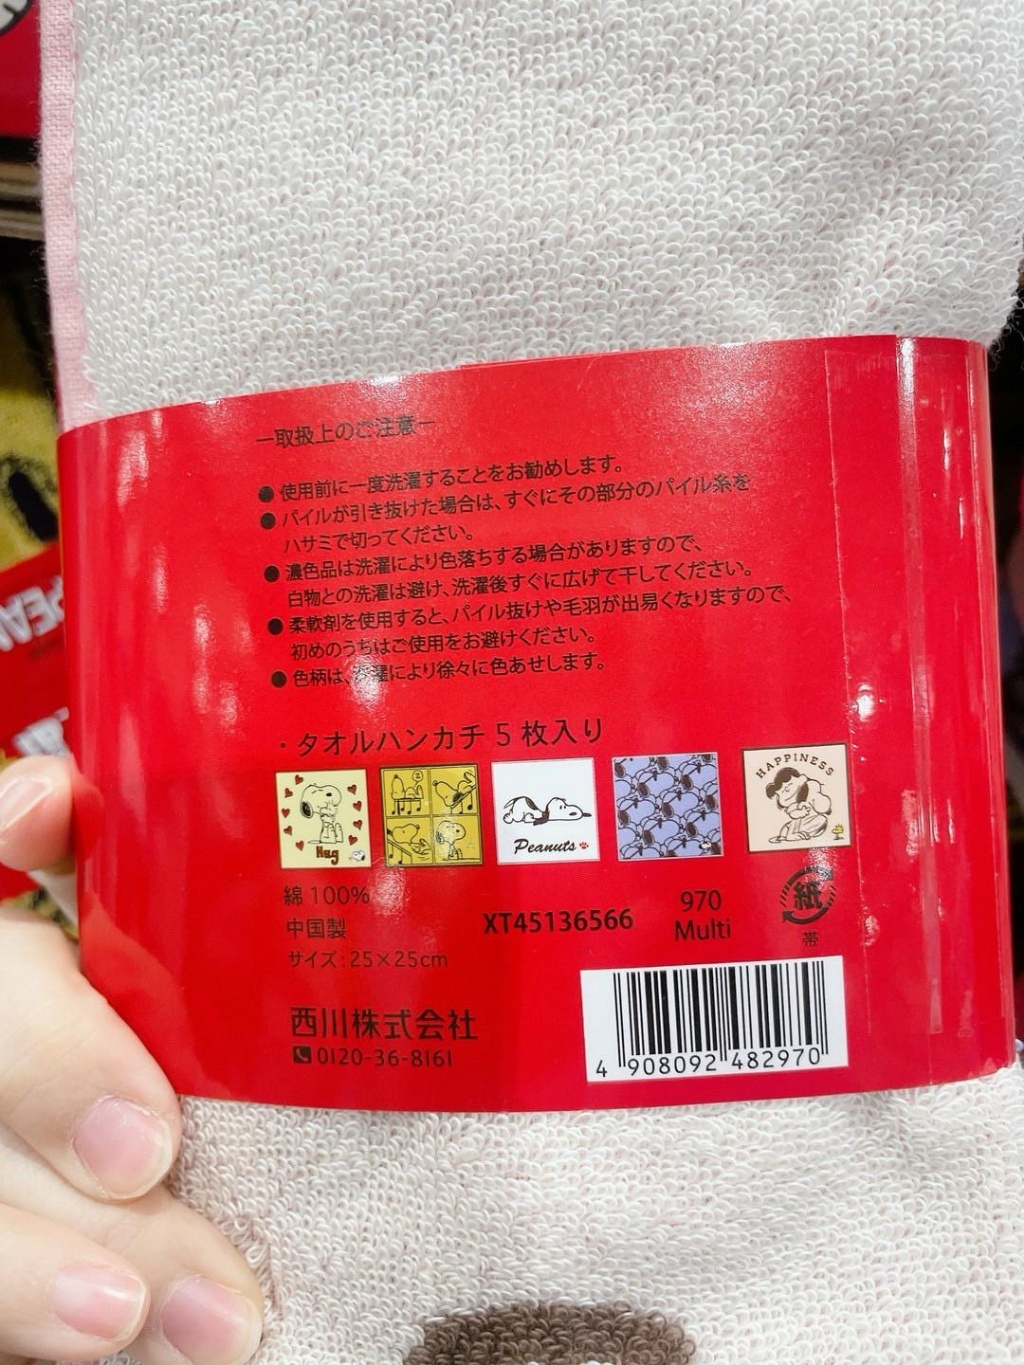 ー取扱上のご注意ー
● 使用前に一度洗濯することをお勧めします。
● パイルが引き抜けた場合は、すぐにその部分のパイル糸を
ハサミで切ってください。
● 濃色品は洗濯により色落ちする場合がありますので、
白物との洗濯は避け、洗濯後すぐに広げて干してください。
● 柔軟剤を使用すると、パイル抜けや毛羽が出易くなりますので、
初めのうちはご使用をお避けください。
● 色柄は、洗濯により徐々に色あせします。
・タオルハンカチ 5 枚入り
Hug
Peanuts
HAPPINESS
綿 100%
中国製
サイズ:25×25cm
XT45136566
970
Multi
紙
帯
西川株式会社
0120-36-8161
4 908092 482970
PEA